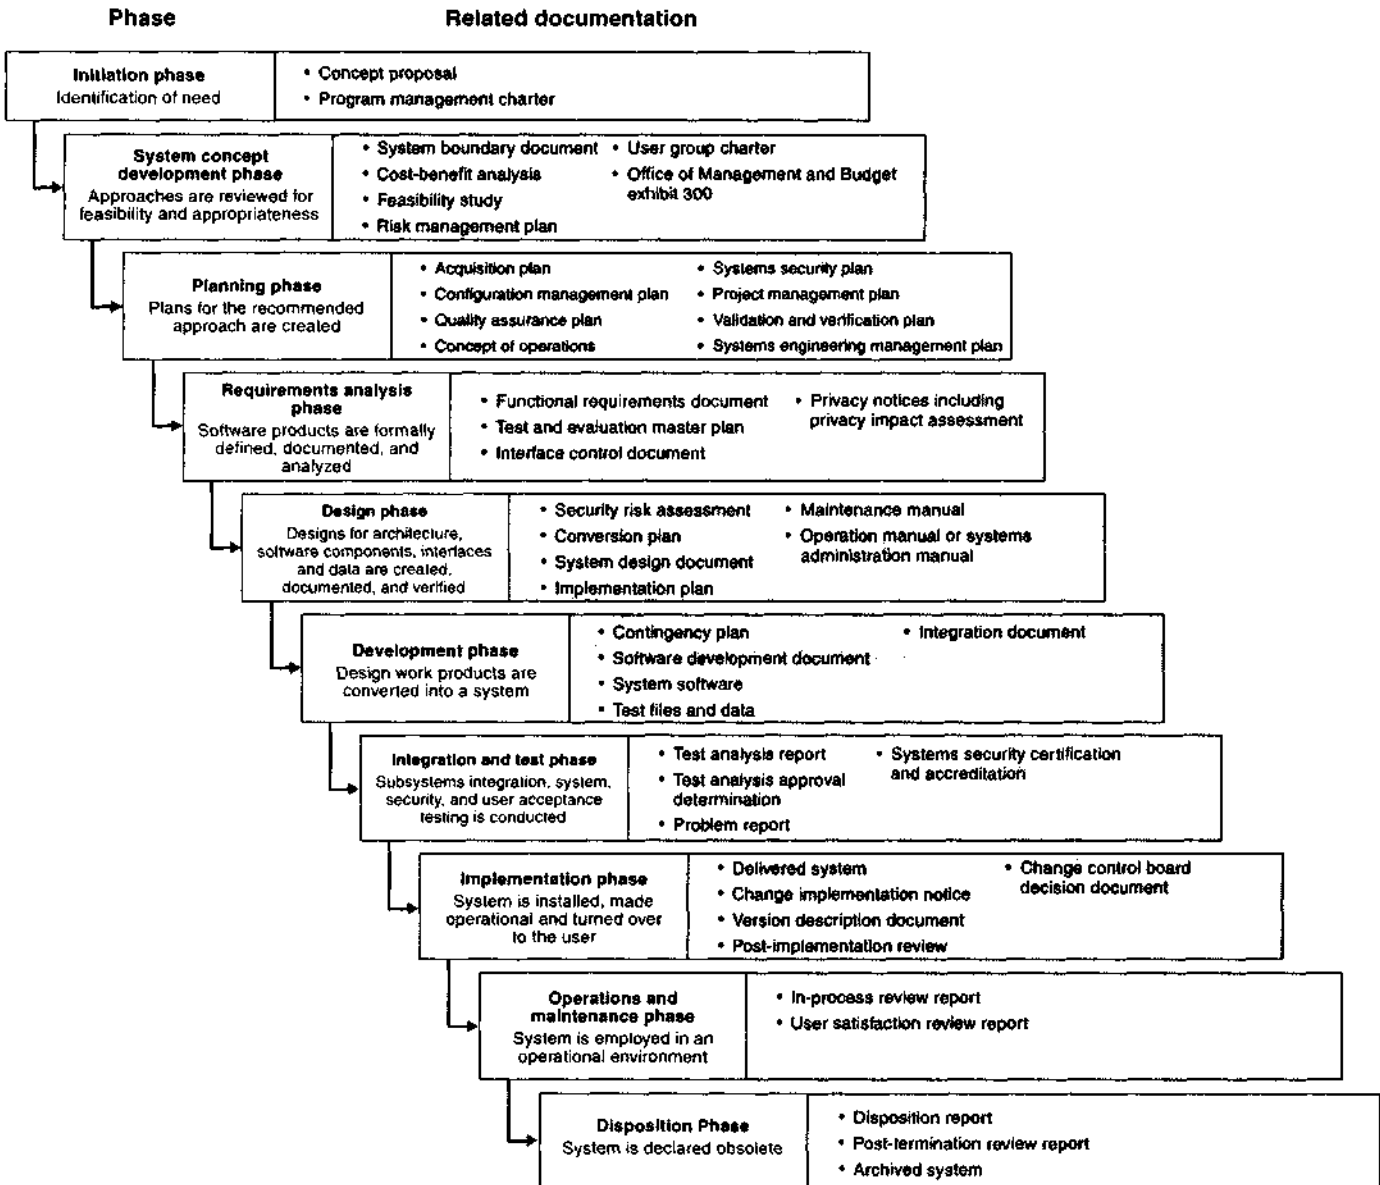 Phase
Related documentation
Initiation phase
Identification of need
• Concept proposal
• Program management charter
System concept
development phase
Approaches are reviewed for
feasibility and appropriateness
• System boundary document
• Cost-benefit analysis
• Feasibility study
• Risk management plan
• User group charter
• Office of Management and Budget
exhibit 300
Planning phase
Plans for the recommended
approach are created
• Acquisition plan
• Configuration management plan
• Quality assurance plan
• Concept of operations
• Systems security plan
• Project management plan
• Validation and verification plan
• Systems engineering management plan
Requirements analysis
phase
Software products are formally
defined, documented, and
analyzed
• Functional requirements document
• Test and evaluation master plan
• Interface control document
• Privacy notices including
privacy impact assessment
Design phase
Designs for architecture,
software components, interfaces
and data are created,
documented, and verified
• Security risk assessment
• Conversion plan
• System design document
• Implementation plan
• Maintenance manual
• Operation manual or systems
administration manual
Development phase
Design work products are
converted into a system
• Contingency plan
• Software development document
• System software
• Test files and data
• Integration document
Integration and test phase
Subsystems integration, system,
security, and user acceptance
testing is conducted
• Test analysis report
• Test analysis approval
determination
• Problem report
• Systems security certification
and accreditation
Implementation phase
System is installed, made
operational and turned over
to the user
• Delivered system
• Change implementation notice
• Version description document
• Post-implementation review
• Change control board
decision document
Operations and
maintenance phase
System is employed in an
operational environment
• In-process review report
• User satisfaction review report
Disposition Phase
System is declared obsolete
• Disposition report
• Post-termination review report
• Archived system